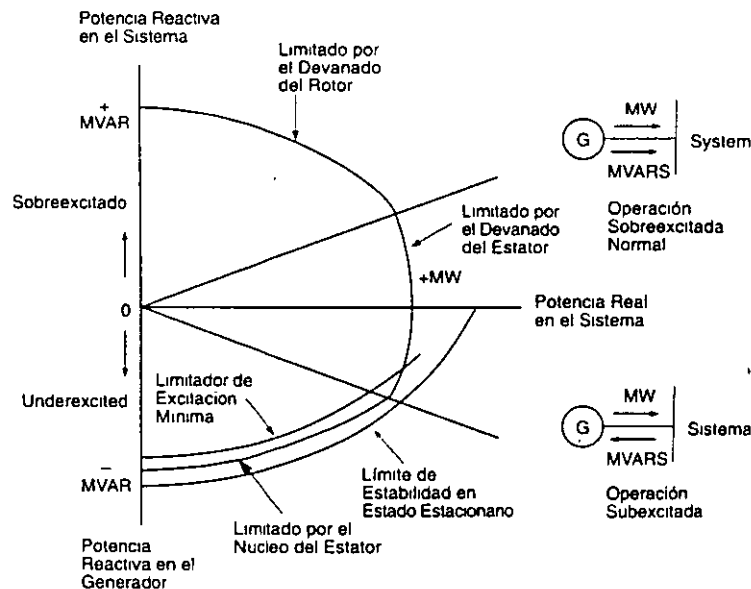 Potencia Reactiva
en el Sistema
Limitado por
el Devanado
del Rotor
+
MVAR
MW
G
System
MVARS
Sobreexcitado
Limitado por
el Devanado
del Estator
Operación
Sobreexcitada
Normal
+MW
0
Potencia Real
en el Sistema
Limitador de
Excitacion
Minima
Underexcited
MW
G
Sistema
MVARS
–
MVAR
Límite de
Estabilidad en
Estado Estacionano
Operación
Subexcitada
Limitado por el
Nucleo del Estator
Potencia
Reactiva en el
Generador